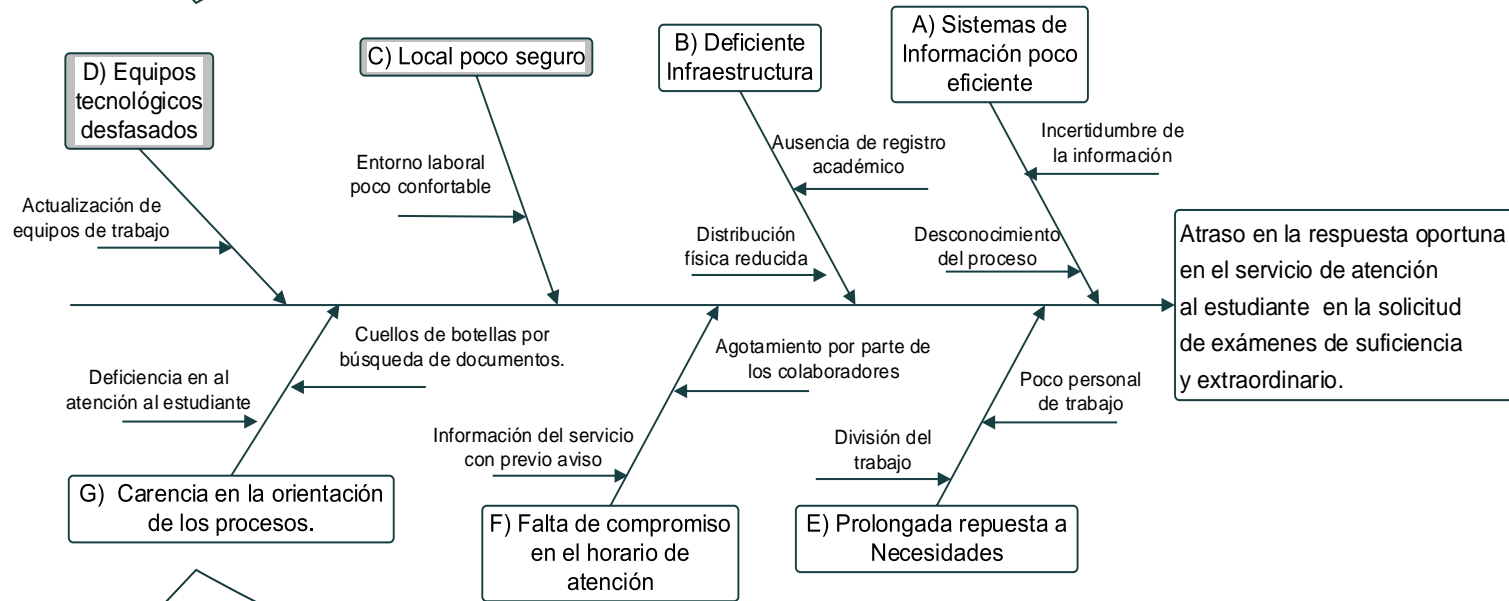 D) Equipos
tecnológicos
desfasados
C) Local poco seguro
B) Deficiente
Infraestructura
A) Sistemas de
Información poco
eficiente
Actualización de
equipos de trabajo
Entorno laboral
poco confortable
Ausencia de registro
académico
Distribución
física reducida
Incertidumbre de
la información
Desconocimiento
del proceso
Atraso en la respuesta oportuna
en el servicio de atención
al estudiante en la solicitud
de exámenes de suficiencia
y extraordinario.
Cuellos de botellas por
búsqueda de documentos.
Deficiencia en al
atención al estudiante
G) Carencia en la orientación
de los procesos.
Agotamiento por parte de
los colaboradores
Información del servicio
con previo aviso
F) Falta de compromiso
en el horario de
atención
Poco personal
de trabajo
División del
trabajo
E) Prolongada repuesta a
Necesidades